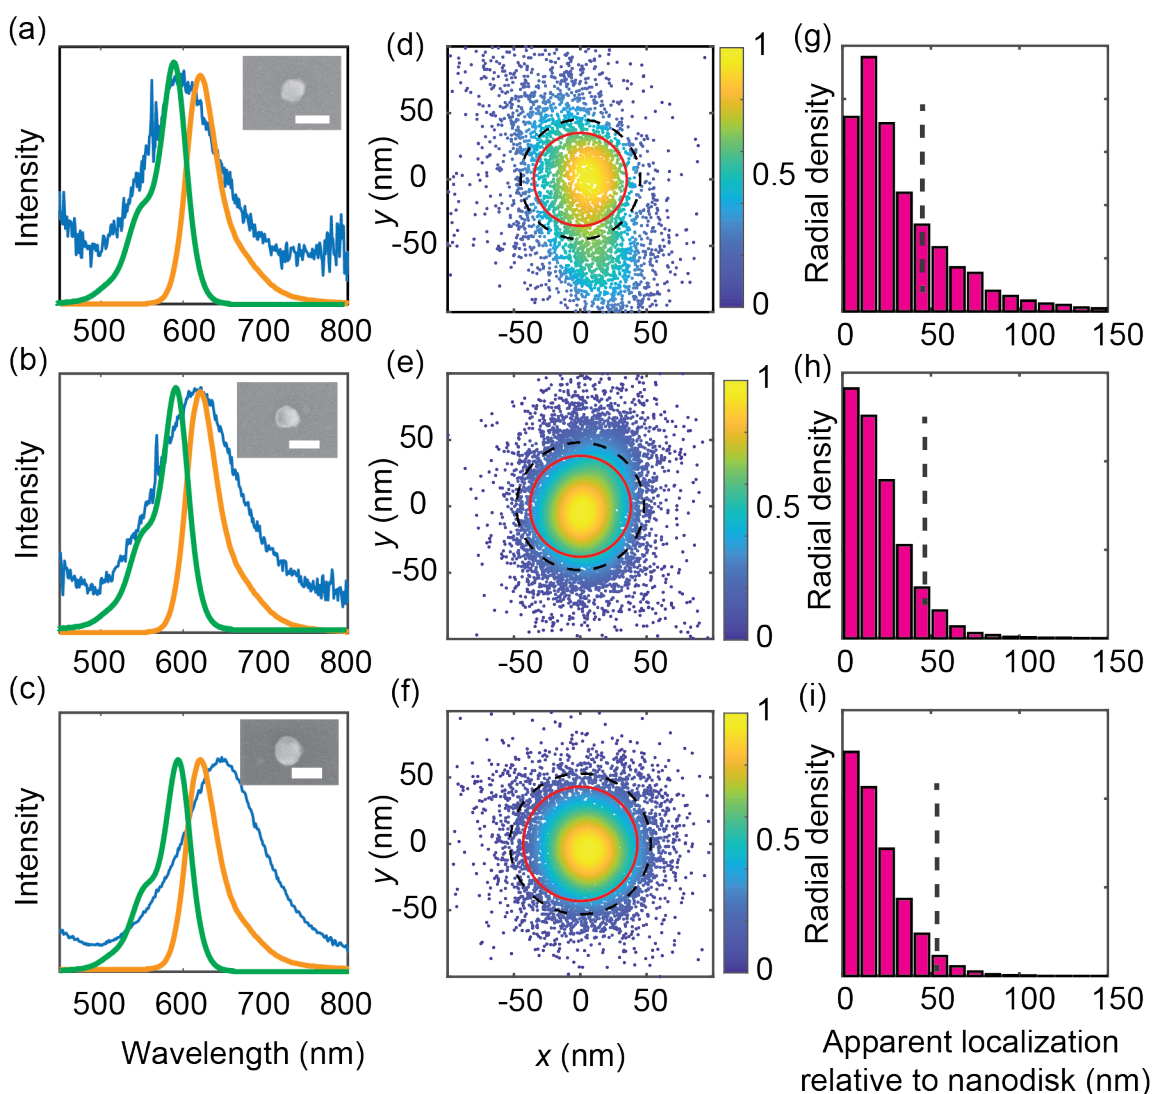 (a)
Intensity
500 600 700 800
(d)
y (nm)
50
0
-50
-50 0 50
1
0.5
0
(g)
Radial density
0 50 100 150
(b)
Intensity
500 600 700 800
(e)
y (nm)
50
0
-50
-50 0 50
1
0.5
0
(h)
Radial density
0 50 100 150
(c)
Intensity
500 600 700 800
Wavelength (nm)
(f)
y (nm)
50
0
-50
-50 0 50
x (nm)
1
0.5
0
(i)
Radial density
0 50 100 150
Apparent localization
relative to nanodisk (nm)